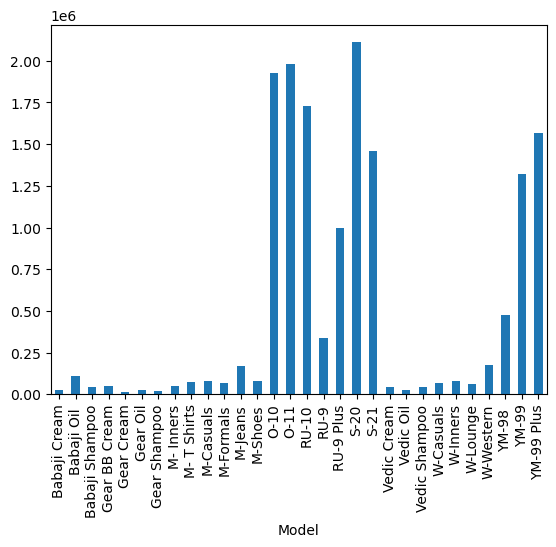 1e6
2.00
1.75
1.50
1.25
1.00
0.75
0.50
0.25
0.00
Babaji Cream
Babaji Oil
Babaji Shampoo
Gear BB Cream
Gear Cream
Gear Oil
Gear Shampoo
M- Inners
M- T Shirts
M-Casuals
M-Formals
M-Jeans
M-Shoes
O-10
O-11
RU-10
RU-9
RU-9 Plus
S-20
S-21
Vedic Cream
Vedic Oil
Vedic Shampoo
W-Casuals
W-Inners
W-Lounge
W-Western
YM-98
YM-99
YM-99 Plus
Model